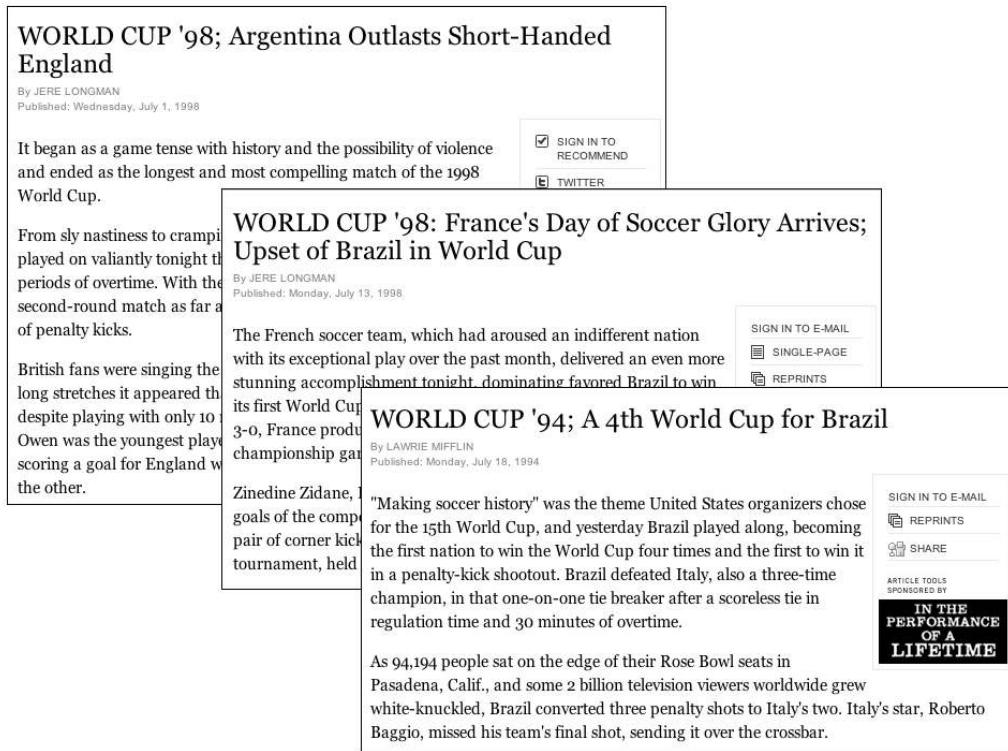 WORLD CUP '98; Argentina Outlasts Short-Handed
England
By JERE LONGMAN
Published: Wednesday, July 1, 1998
It began as a game tense with history and the possibility of violence
and ended as the longest and most compelling match of the 1998
World Cup.
From sly nastiness to
played on valiantly tonight
periods of overtime. With the
second-round match as far
of penalty kicks.
British fans were singing the
long stretches it appeared
despite playing with only 10
Owen was the youngest
scoring a goal for England
the other.
SIGN IN TO
RECOMMEND
TWITTER
WORLD CUP '98: France's Day of Soccer Glory Arrives;
Upset of Brazil in World Cup
By JERE LONGMAN
Published: Monday, July 13, 1998
The French soccer team, which had aroused an indifferent nation
with its exceptional play over the past month, delivered an even more
stunning accomplishment tonight, dominating favored Brazil to win
its first World Cup
3-0, France
championship
Zinedine Zidane,
goals of the
pair of corner
tournament, held
SIGN IN TO E-MAIL
SINGLE-PAGE
REPRINTS
WORLD CUP '94; A 4th World Cup for Brazil
By LAWRIE MIFFLIN
Published: Monday, July 18, 1994
"Making soccer history" was the theme United States organizers chose
for the 15th World Cup, and yesterday Brazil played along, becoming
the first nation to win the World Cup four times and the first to win it
in a penalty-kick shootout. Brazil defeated Italy, also a three-time
champion, in that one-on-one tie breaker after a scoreless tie in
regulation time and 30 minutes of overtime.
As 94,194 people sat on the edge of their Rose Bowl seats in
Pasadena, Calif., and some 2 billion television viewers worldwide grew
white-knuckled, Brazil converted three penalty shots to Italy's two. Italy's star, Roberto
Baggio, missed his team's final shot, sending it over the crossbar.
SIGN IN TO E-MAIL
REPRINTS
SHARE
ARTICLE TOOLS
SPONSORED BY
IN THE
PERFORMANCE
OF A
LIFETIME